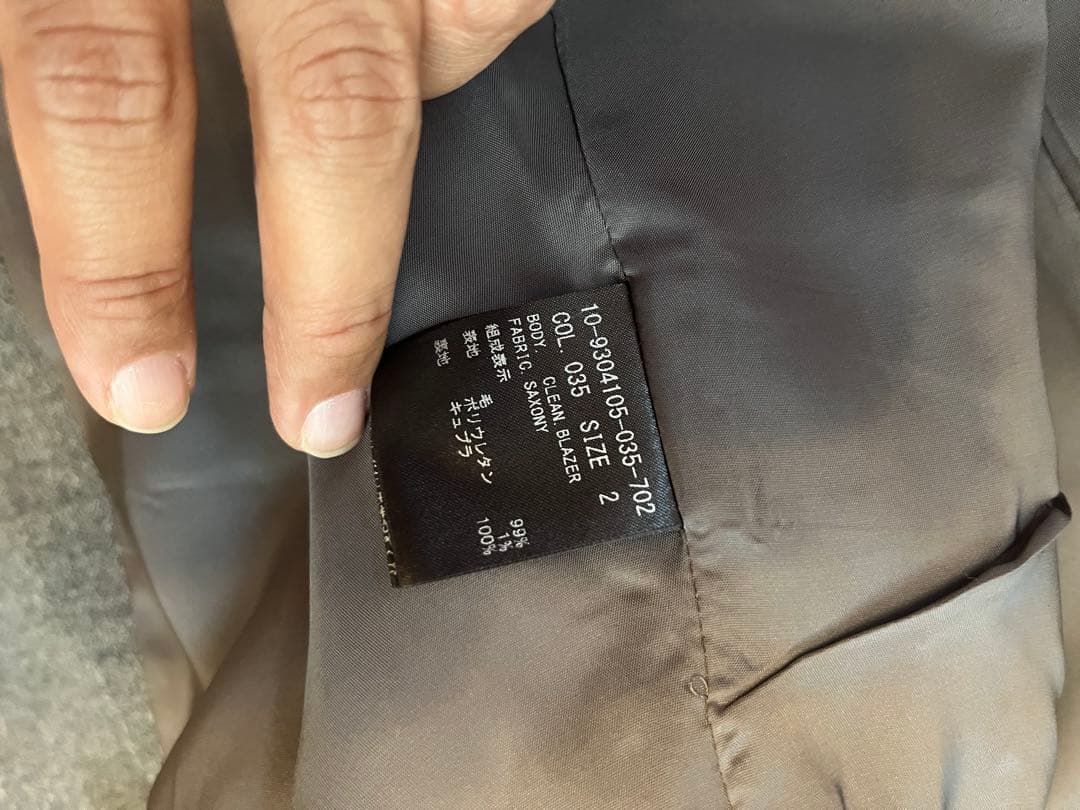 10-9304105-035-702
COL. 035 SIZE 2
BODY. CLEAN.BLAZER
FABRIC. SAXONY
組成表示
表地 毛 99%
ポリウレタン 1%
裏地 キュプラ 100%